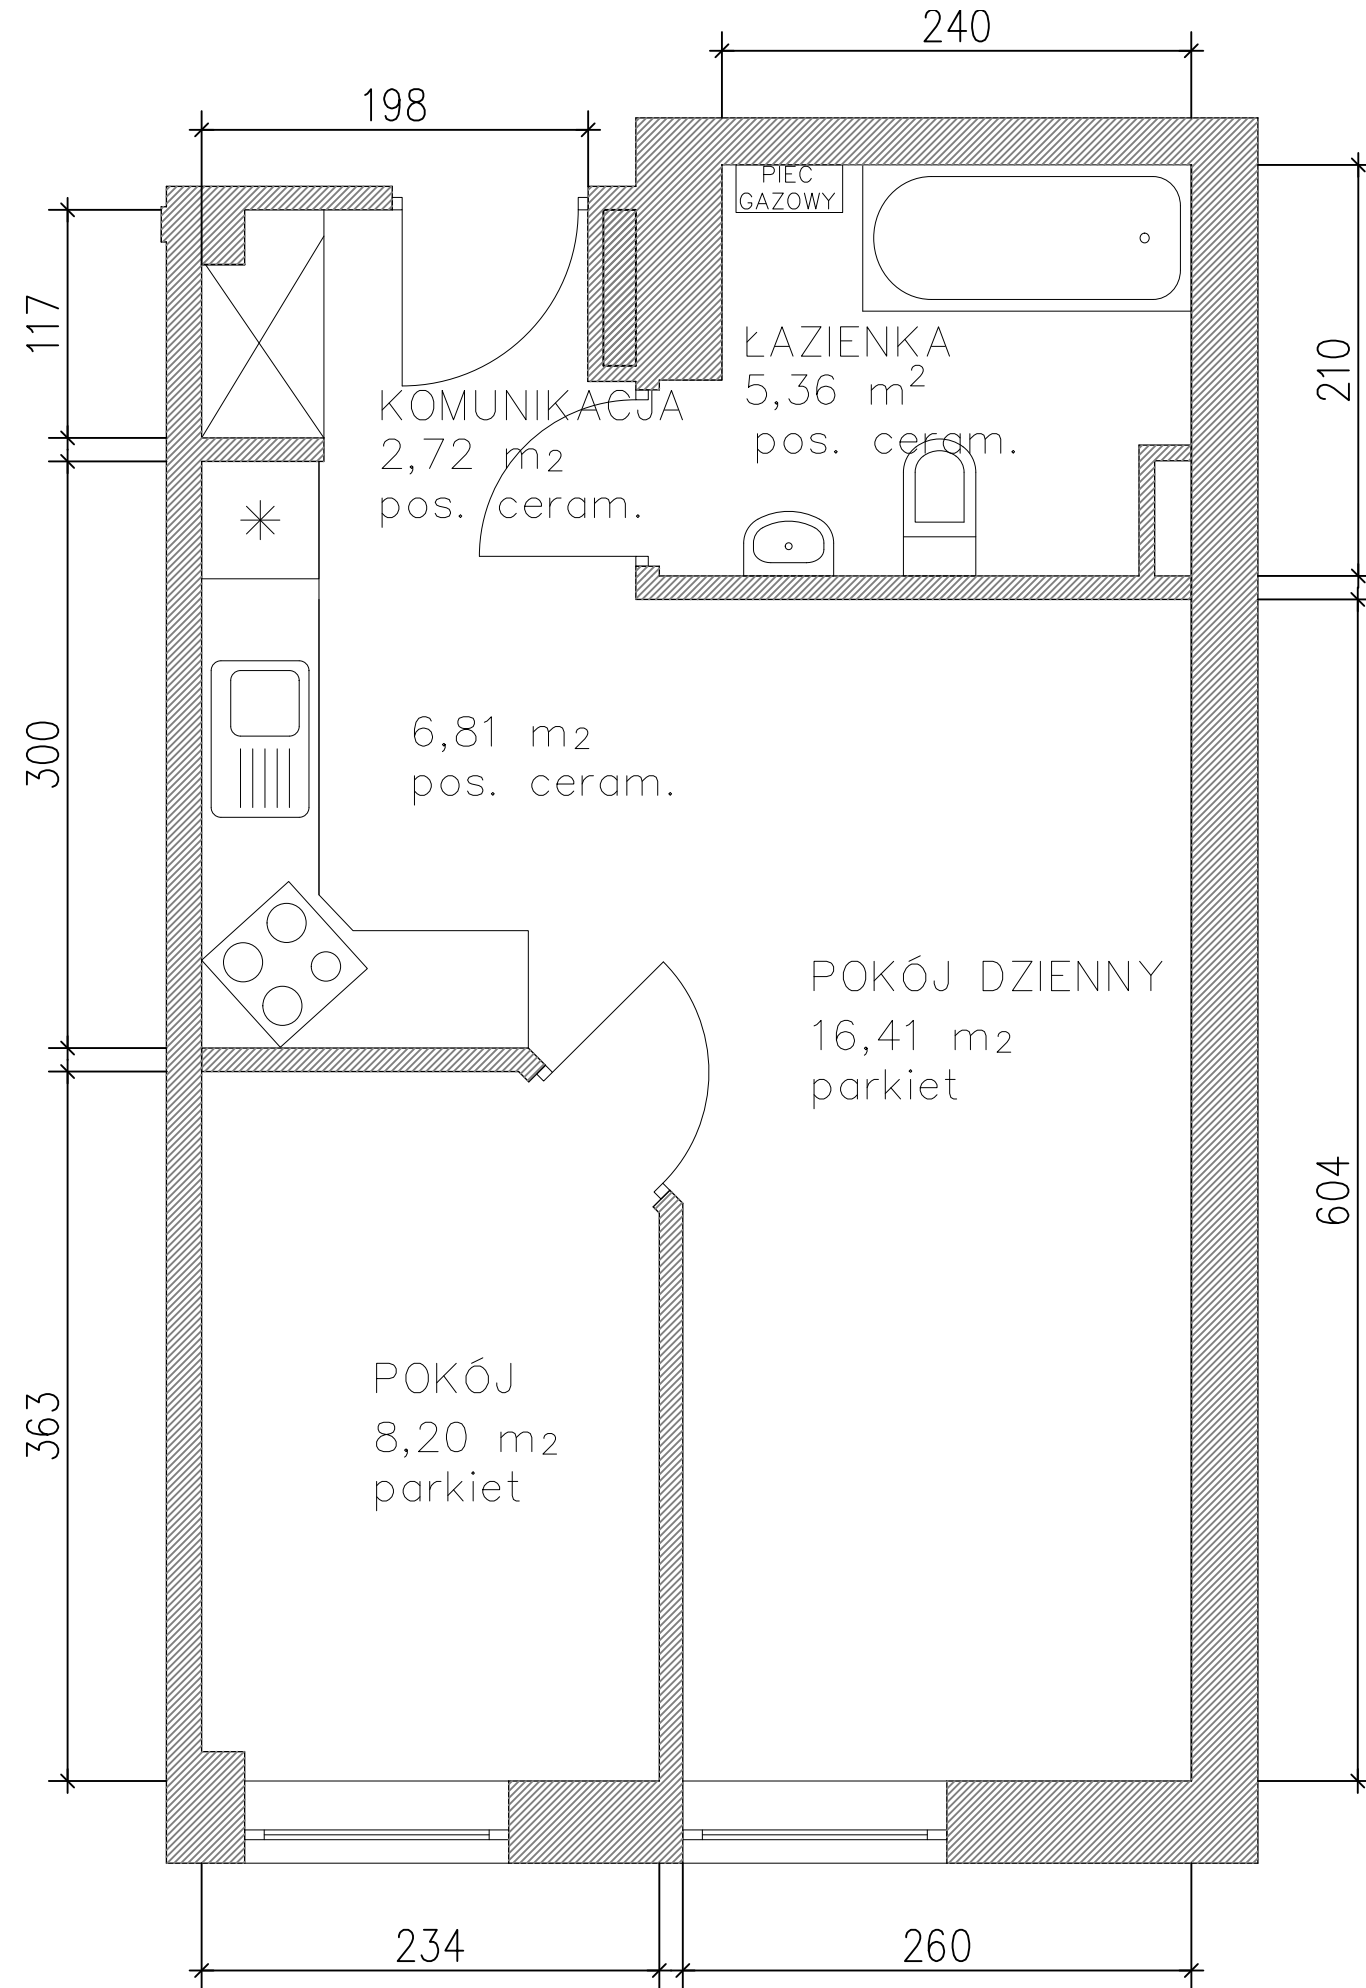 240
198
PIEC
GAZOWY
117
ŁAZIENKA
5,36 m²
pos. ceram.
210
KOMUNIKACJA
2,72 m2
pos. ceram.
300
6,81 m2
pos. ceram.
POKÓJ DZIENNY
16,41 m2
parkiet
604
363
POKÓJ
8,20 m2
parkiet
234
260